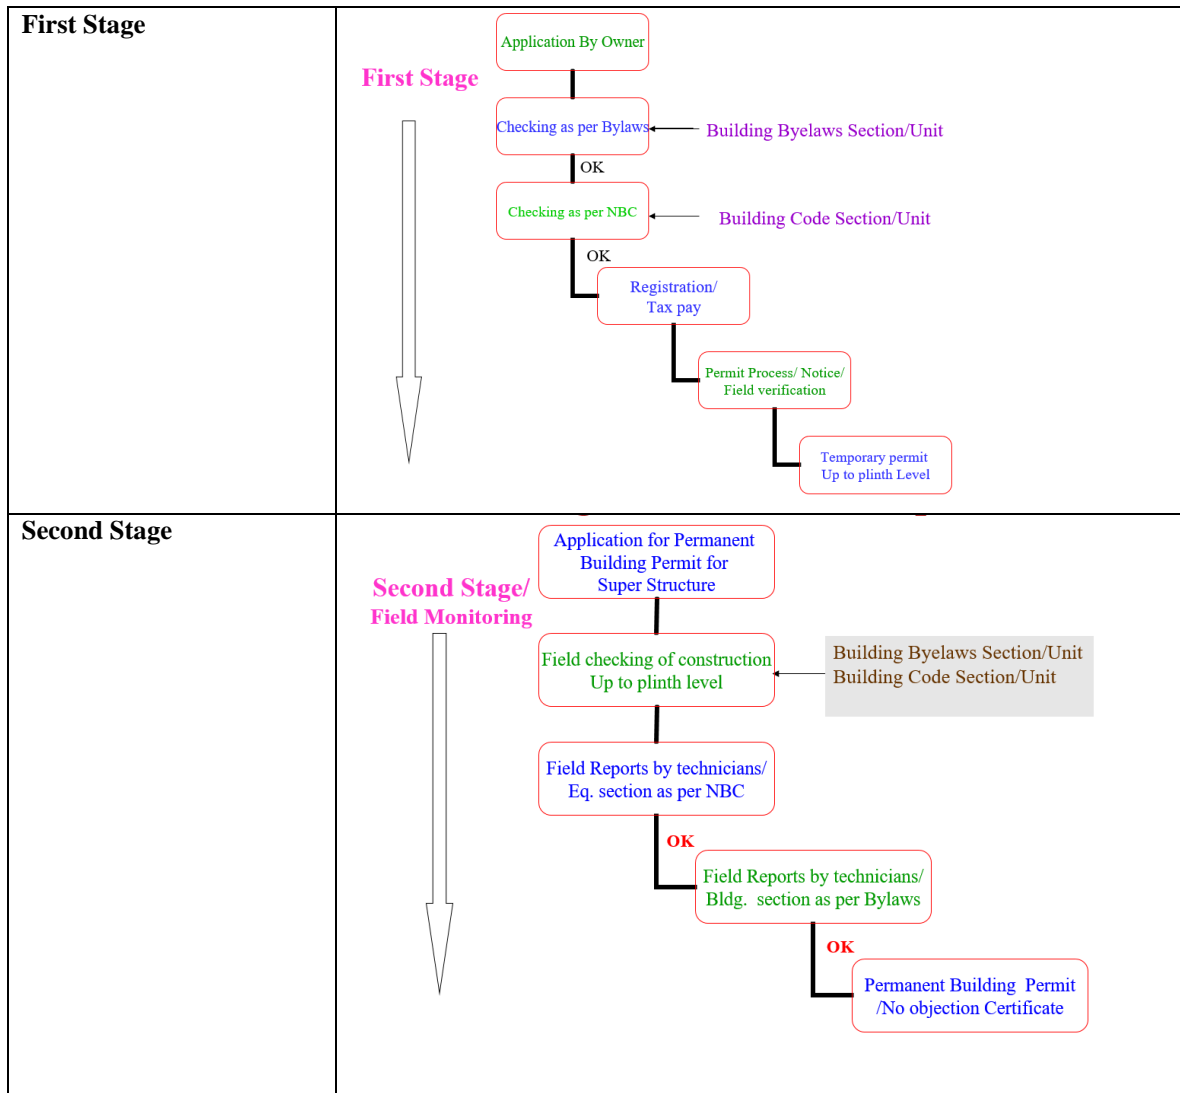 First Stage
Application By Owner
First Stage
Checking as per Bylaws
Building Byelaws Section/Unit
OK
Checking as per NBC
Building Code Section/Unit
OK
Registration/
Tax pay
Permit Process/ Notice/
Field verification
Temporary permit
Up to plinth Level
Second Stage
Application for Permanent
Building Permit for
Super Structure
Second Stage/
Field Monitoring
Field checking of construction
Up to plinth level
Building Byelaws Section/Unit
Building Code Section/Unit
Field Reports by technicians/
Eq. section as per NBC
OK
Field Reports by technicians/
Bldg. section as per Bylaws
OK
Permanent Building Permit
/No objection Certificate